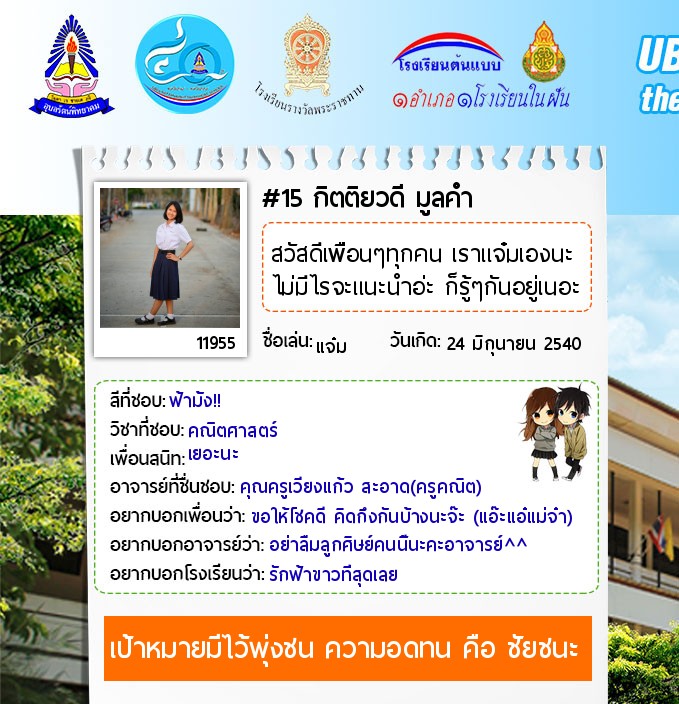 อุบลรัตน์พิทยาคม
โรงเรียนรางวัลพระราชทาน
โรงเรียนต้นแบบ
๑อำเภอ๑โรงเรียนในฝัน
UB
the
#15 กิตติยวดี มูลคำ
สวัสดีเพื่อนๆทุกคน เราแจ๋มเองนะ
ไม่มีไรจะแนะนำอ่ะ ก็รู้ๆกันอยู่เนอะ
11955
ชื่อเล่น: แจ๋ม วันเกิด: 24 มิถุนายน 2540
สีที่ชอบ: ฟ้ามั้ง!!
วิชาที่ชอบ: คณิตศาสตร์
เพื่อนสนิท: เยอะนะ
อาจารย์ที่ชื่นชอบ: คุณครูเวียงแก้ว สะอาด(ครูคณิต)
อยากบอกเพื่อนว่า: ขอให้โชคดี คิดถึงกันบ้างนะจ๊ะ (แอ๊ะแอ๋แม่จ๋า)
อยากบอกอาจารย์ว่า: อย่าลืมลูกศิษย์คนนี้นะคะอาจารย์^^
อยากบอกโรงเรียนว่า: รักฟ้าขาวที่สุดเลย
เป้าหมายมีไว้พุ่งชน ความอดทน คือ ชัยชนะ